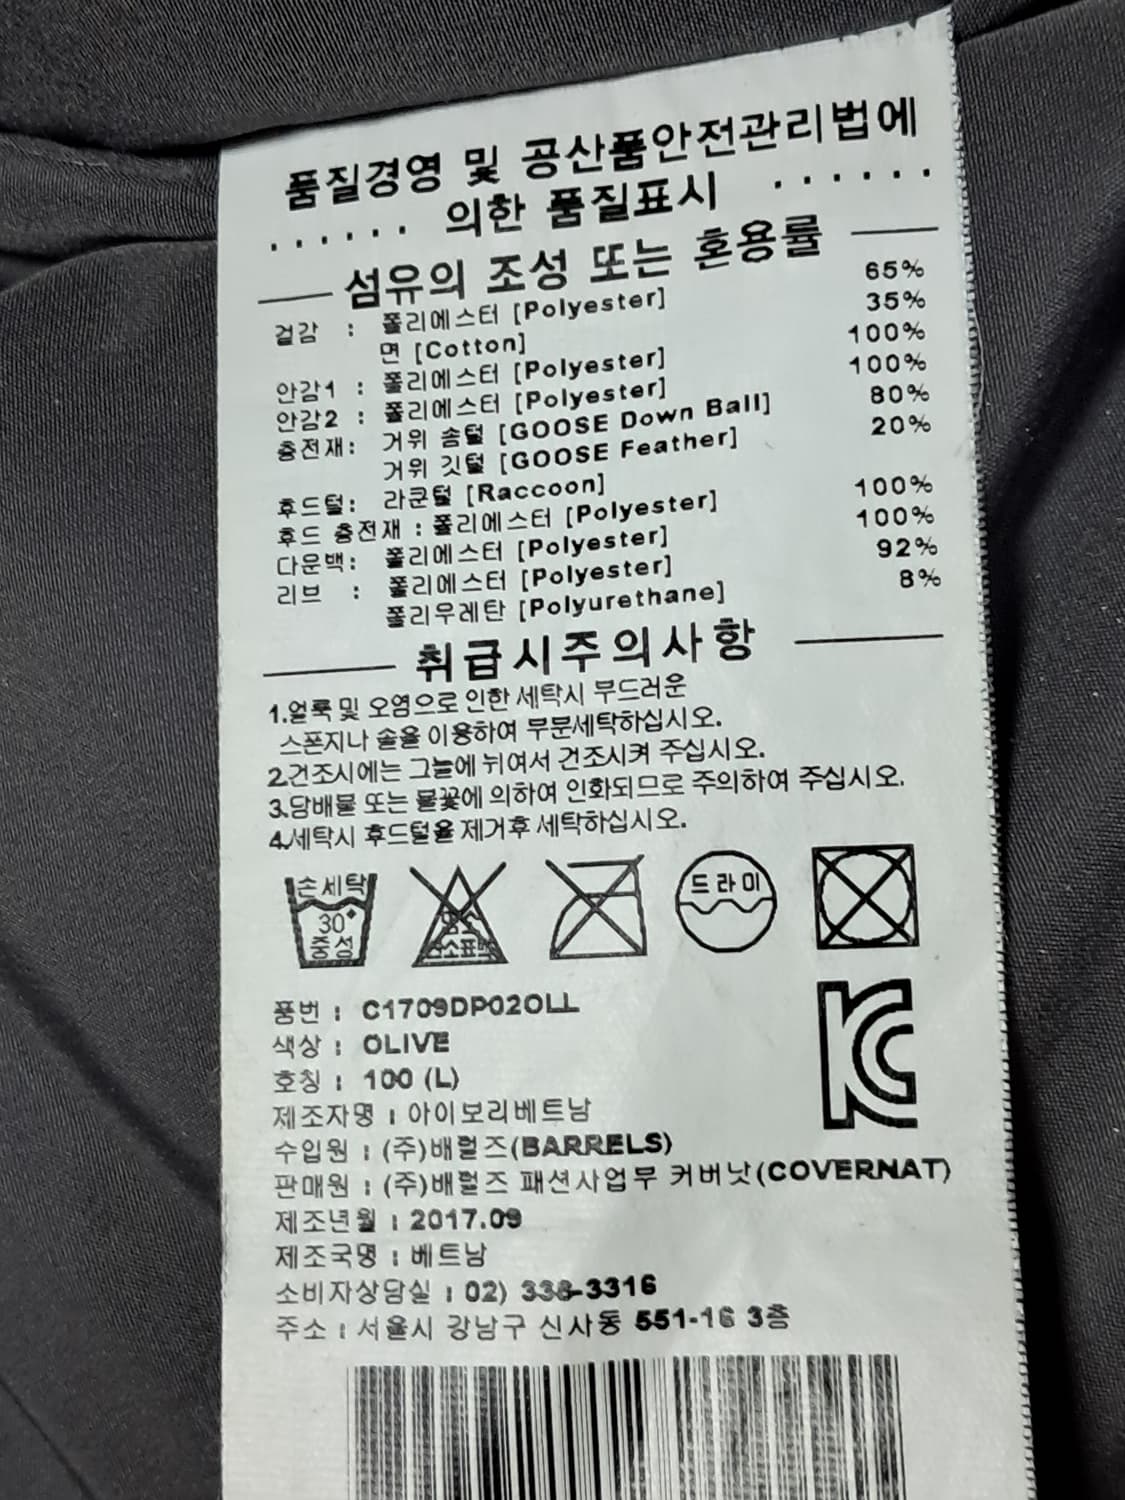 품질경영 및 공산품안전관리법에
······ 의한 품질표시 ······
섬유의 조성 또는 혼용률
겉감 : 폴리에스터 [Polyester] 65%
면 [Cotton] 35%
안감1 : 폴리에스터 [Polyester] 100%
안감2 : 폴리에스터 [Polyester] 100%
충전재: 거위 솜털 [GOOSE Down Ball] 80%
거위 깃털 [GOOSE Feather] 20%
후드털: 라쿤털 [Raccoon]
후드 충전재 : 폴리에스터 [Polyester] 100%
다운백: 폴리에스터 [Polyester] 100%
리브 : 폴리에스터 [Polyester] 92%
폴리우레탄 [Polyurethane] 8%
취급시주의사항
1.얼룩 및 오염으로 인한 세탁시 부드러운
스폰지나 솔을 이용하여 부분세탁하십시오.
2.건조시에는 그늘에 뉘여서 건조시켜 주십시오.
3.담배불 또는 불꽃에 의하여 인화되므로 주의하여 주십시오.
4.세탁시 후드털을 제거후 세탁하십시오.
손세탁 30° 중성
염소 산소표백
드라이
품번 : C1709DP02OLL
색상 : OLIVE
호칭 : 100 (L)
제조자명 : 아이보리베트남
수입원 : (주)배럴즈(BARRELS)
판매원 : (주)배럴즈 패션사업부 커버낫(COVERNAT)
제조년월 : 2017.09
제조국명 : 베트남
소비자상담실 : 02) 338-3316
주소 : 서울시 강남구 신사동 551-16 3층